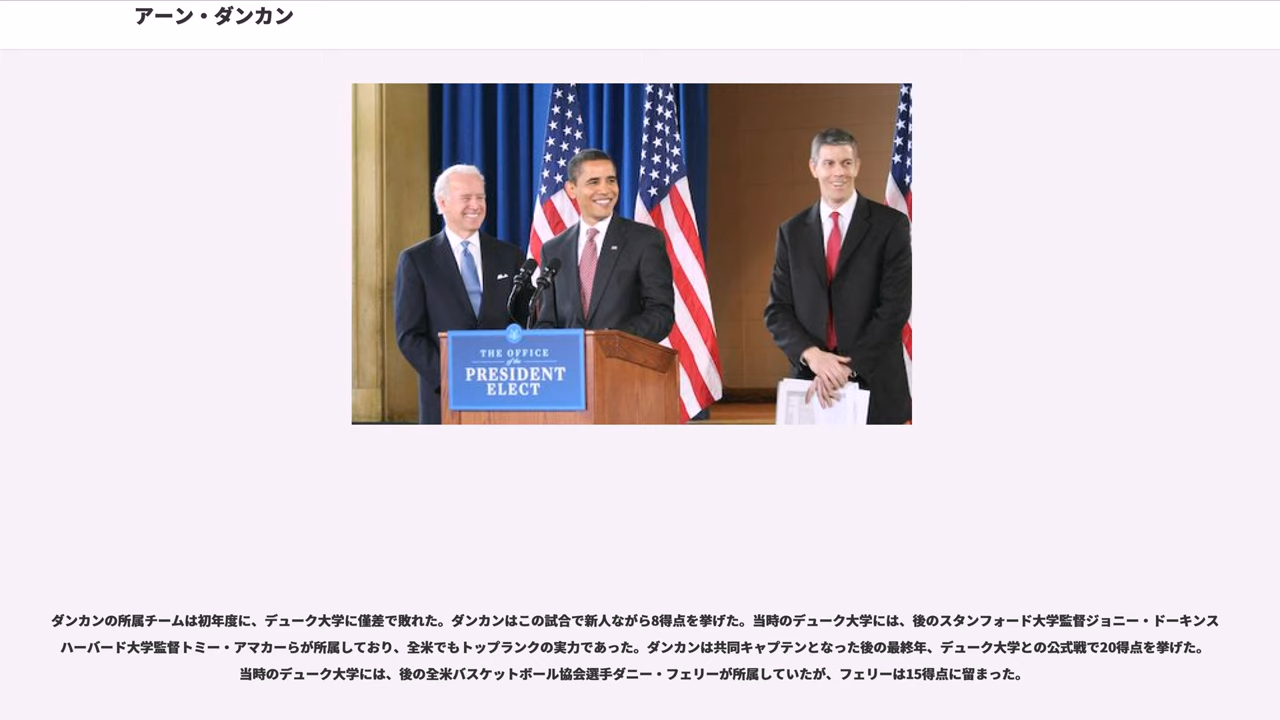 アーン・ダンカン
THE OFFICE
of the
PRESIDENT
ELECT
ダンカンの所属チームは初年度に、デューク大学に僅差で敗れた。ダンカンはこの試合で新人ながら8得点を挙げた。当時のデューク大学には、後のスタンフォード大学監督ジョニー・ドーキンス
ハーバード大学監督トミー・アマカーらが所属しており、全米でもトップランクの実力であった。ダンカンは共同キャプテンとなった後の最終年、デューク大学との公式戦で20得点を挙げた。
当時のデューク大学には、後の全米バスケットボール協会選手ダニー・フェリーが所属していたが、フェリーは15得点に留まった。